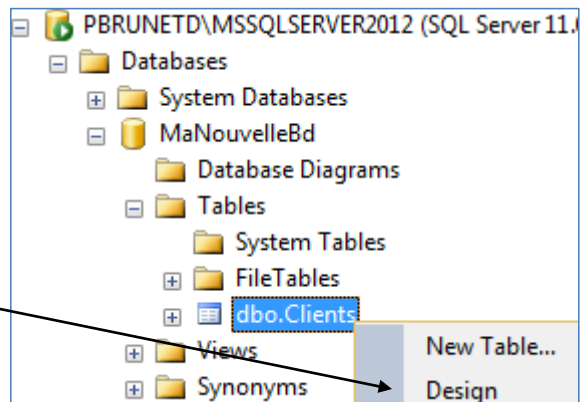 PBRUNETD\MSSQLSERVER2012 (SQL Server 11.
Databases
System Databases
MaNouvelleBd
Database Diagrams
Tables
System Tables
FileTables
dbo.Clients
Views
New Table...
Synonyms
Design